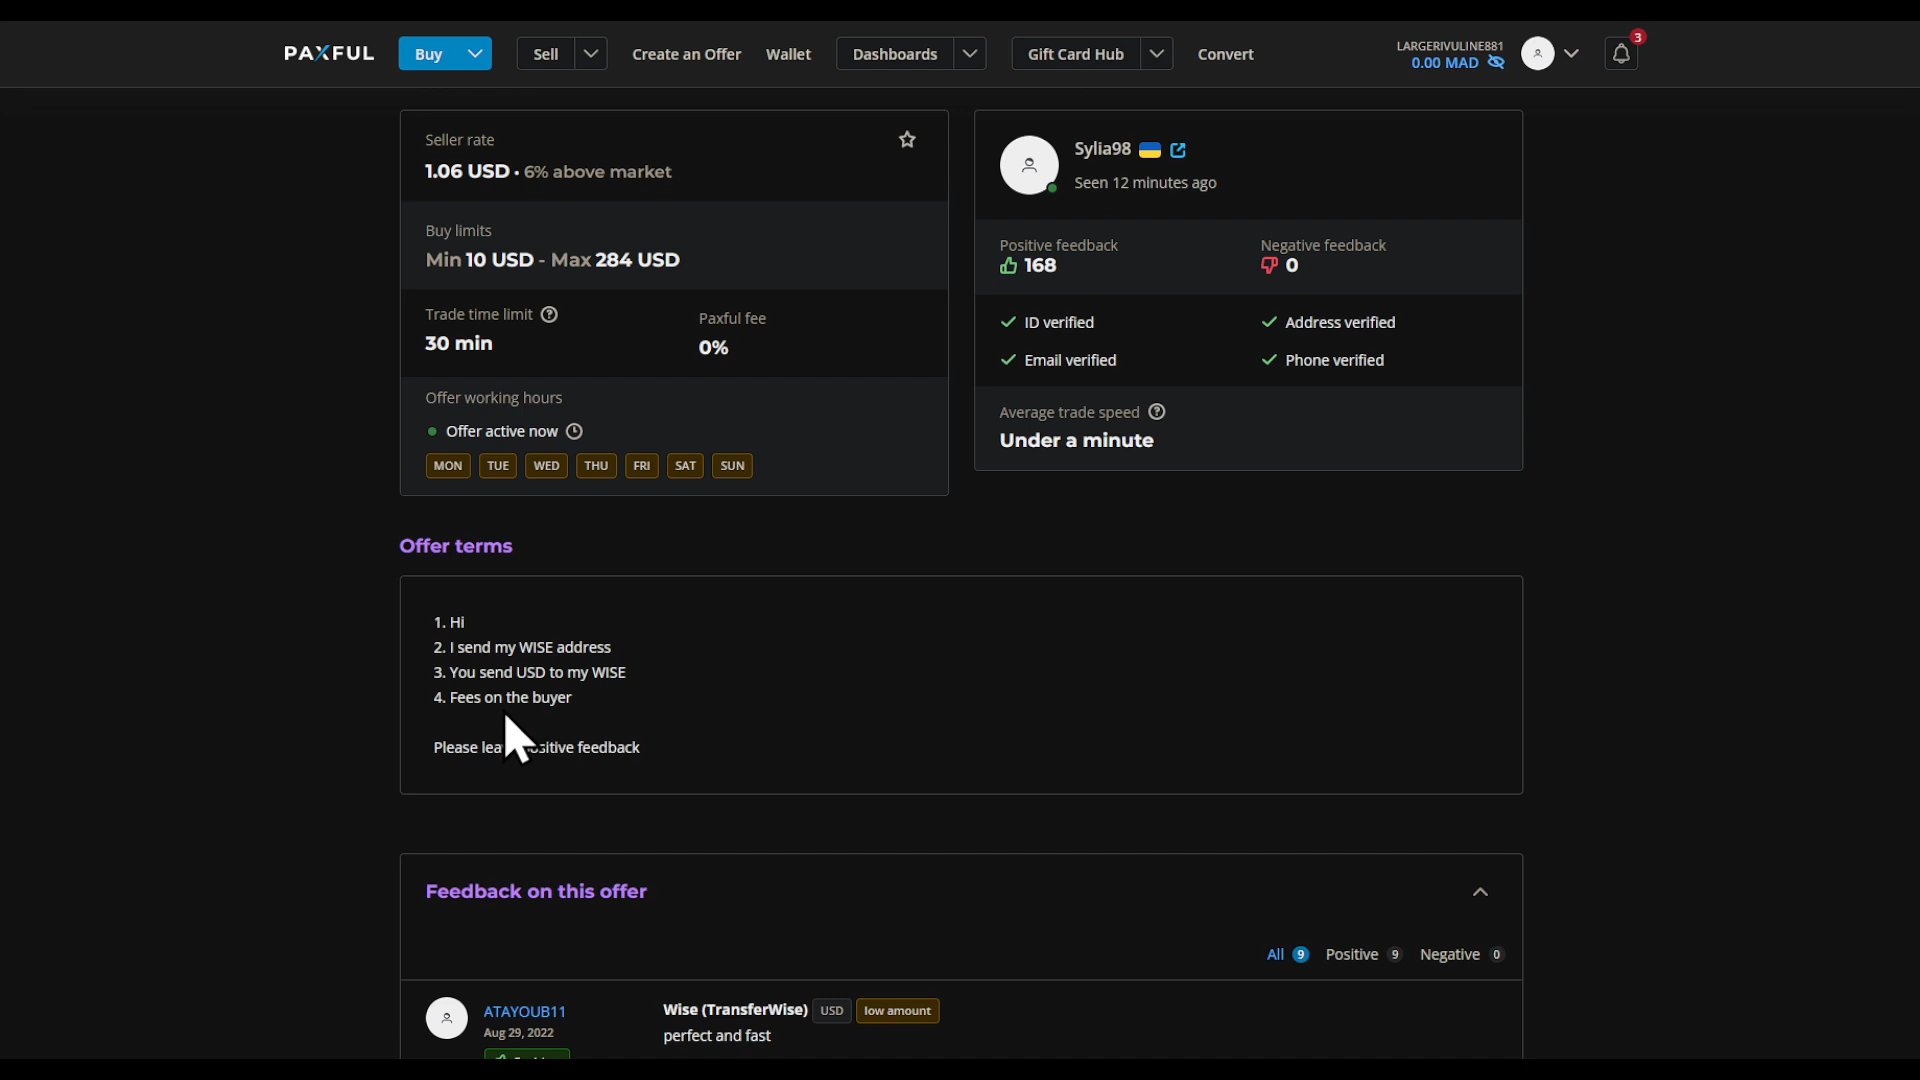 PAXFUL
Buy
Sell
Create an Offer
Wallet
Dashboards
Gift Card Hub
Convert
LARGERIVULINE881
0.00 MAD
3
Seller rate
1.06 USD • 6% above market
Buy limits
Min 10 USD - Max 284 USD
Trade time limit
30 min
Paxful fee
0%
Offer working hours
Offer active now
MON TUE WED THU FRI SAT SUN
Sylia98
Seen 12 minutes ago
Positive feedback
168
Negative feedback
0
ID verified
Address verified
Email verified
Phone verified
Average trade speed
Under a minute
Offer terms
1. Hi
2. I send my WISE address
3. You send USD to my WISE
4. Fees on the buyer
Please feedback
Feedback on this offer
All 9 Positive 9 Negative 0
ATAYOUB11
Aug 29, 2022
Wise (TransferWise) USD low amount
perfect and fast